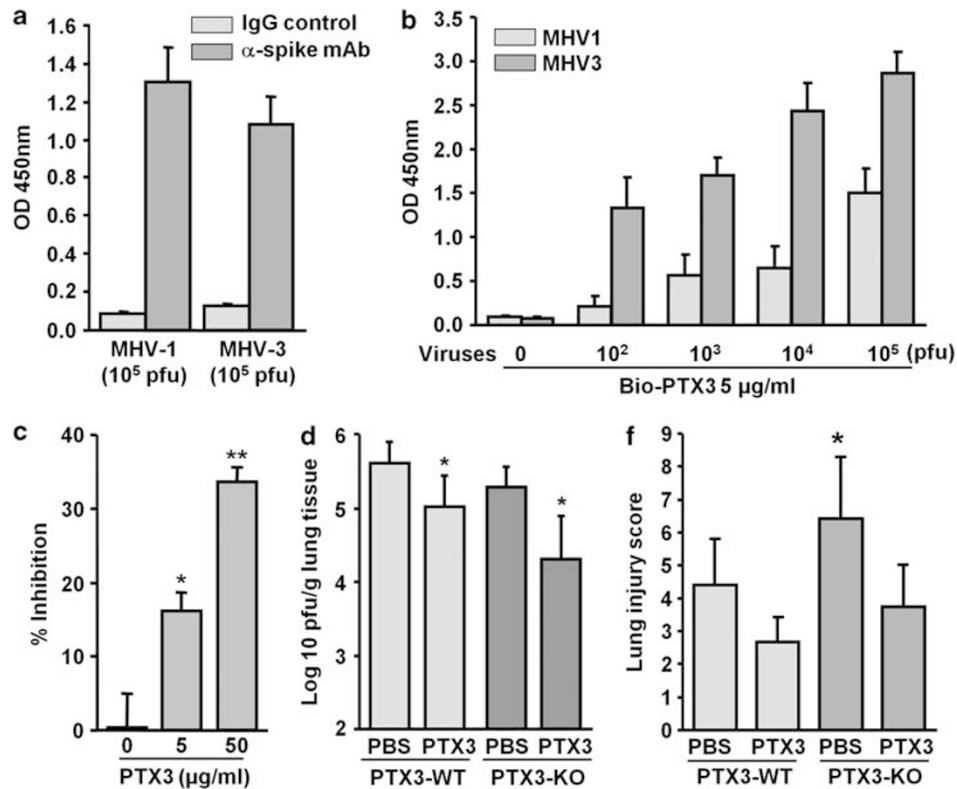 a
IgG control
α-spike mAb
OD 450nm
1.6
1.4
1.2
1.0
0.8
0.6
0.4
0.2
0.0
MHV-1
(10⁵ pfu)
MHV-3
(10⁵ pfu)
b
MHV1
MHV3
OD 450nm
3.5
3.0
2.5
2.0
1.5
1.0
0.5
0.0
Viruses 0 10² 10³ 10⁴ 10⁵ (pfu)
Bio-PTX3 5 µg/ml
c
% Inhibition
40
30
20
10
0
*
**
0 5 50
PTX3 (µg/ml)
d
Log 10 pfu/g lung tissue
6
5
4
3
2
*
*
PBS PTX3 PBS PTX3
PTX3-WT PTX3-KO
f
Lung injury score
9
8
7
6
5
4
3
2
1
0
*
PBS PTX3 PBS PTX3
PTX3-WT PTX3-KO